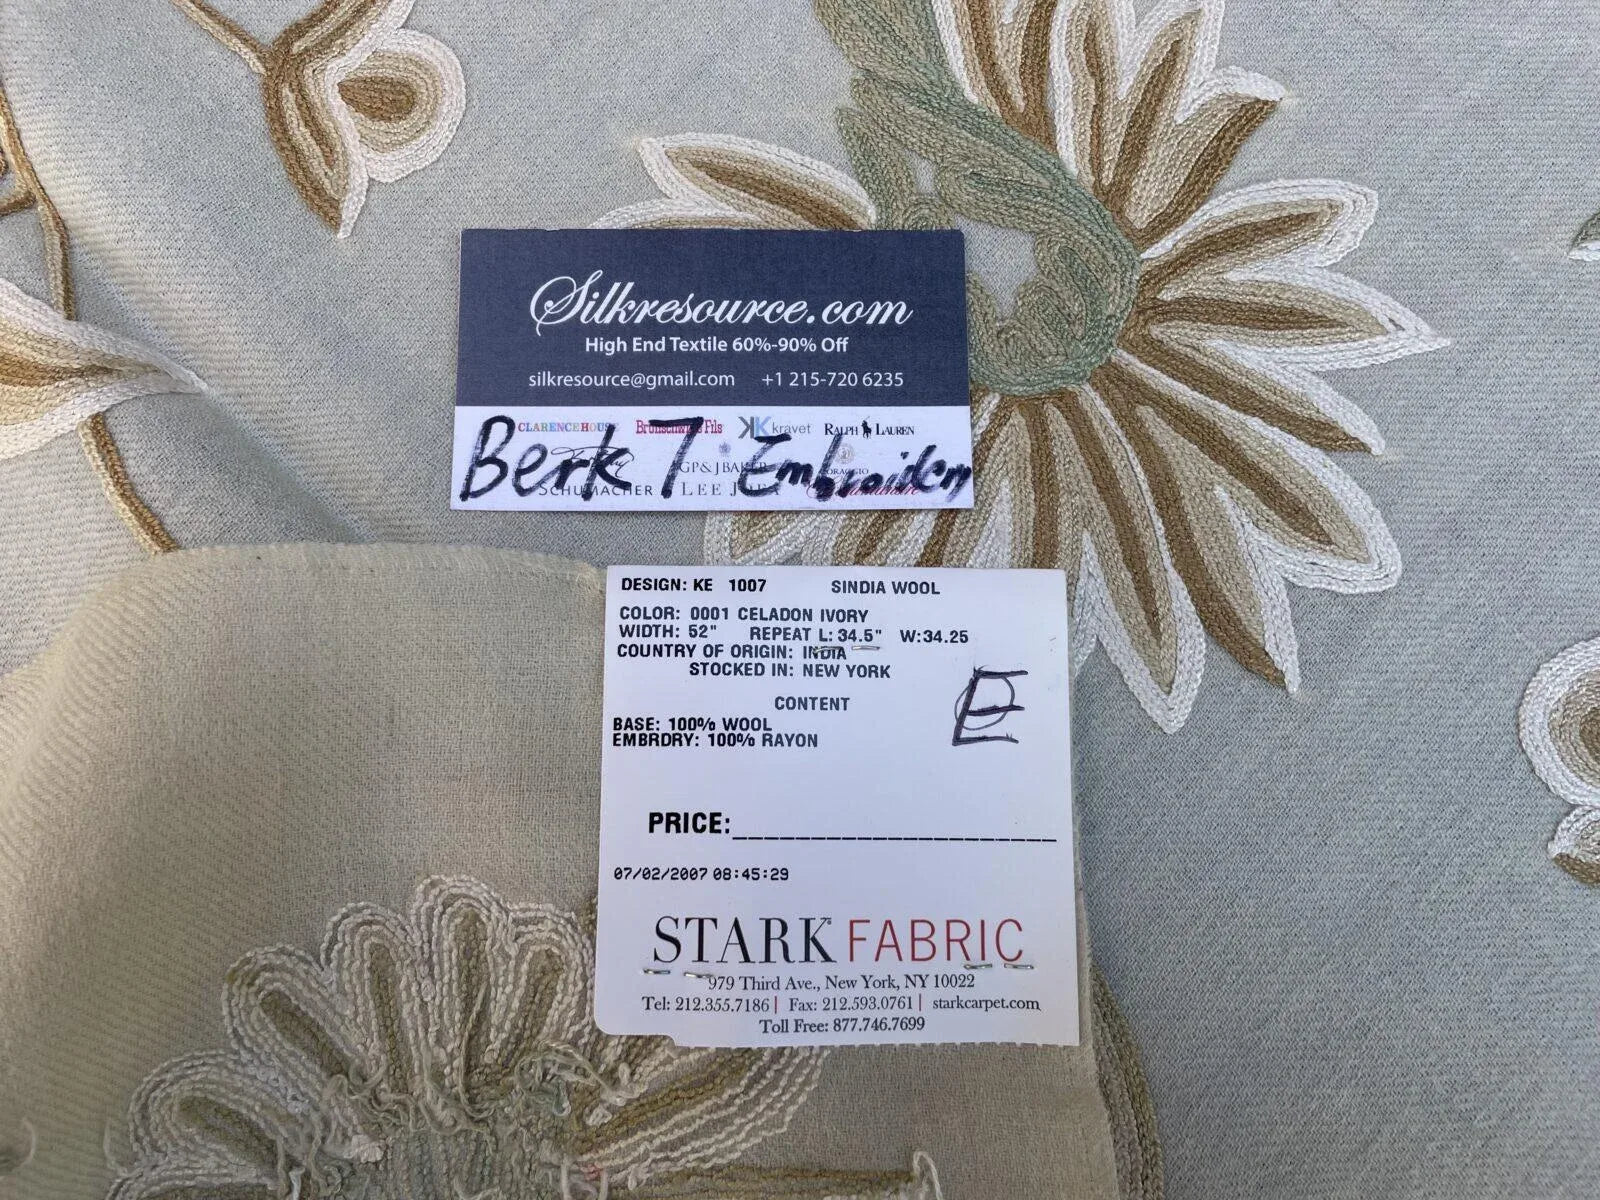 Silkresource.com
High End Textile 60%-90% Off
silkresource@gmail.com +1 215-720 6235
CLARENCE HOUSE Brunschwig & Fils kravet RALPH LAUREN
Berk 7 Embroidery
GP & J BAKER
SCHUMACHER LEE JOFA
DESIGN: KE 1007 SINDIA WOOL
COLOR: 0001 CELADON IVORY
WIDTH: 52" REPEAT L: 34.5" W:34.25
COUNTRY OF ORIGIN: INDIA
STOCKED IN: NEW YORK
CONTENT
E
BASE: 100% WOOL
EMBRDRY: 100% RAYON
PRICE:
07/02/2007 08:45:29
STARK FABRIC
979 Third Ave., New York, NY 10022
Tel: 212.355.7186 | Fax: 212.593.0761 | starkcarpet.com
Toll Free: 877.746.7699